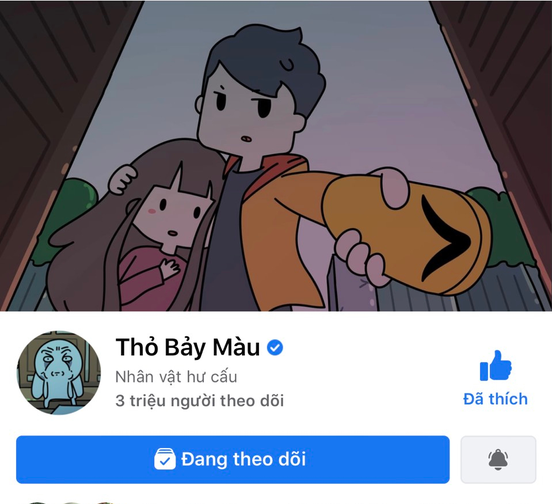 Thỏ Bảy Màu
Nhân vật hư cấu
3 triệu người theo dõi
Đã thích
Đang theo dõi